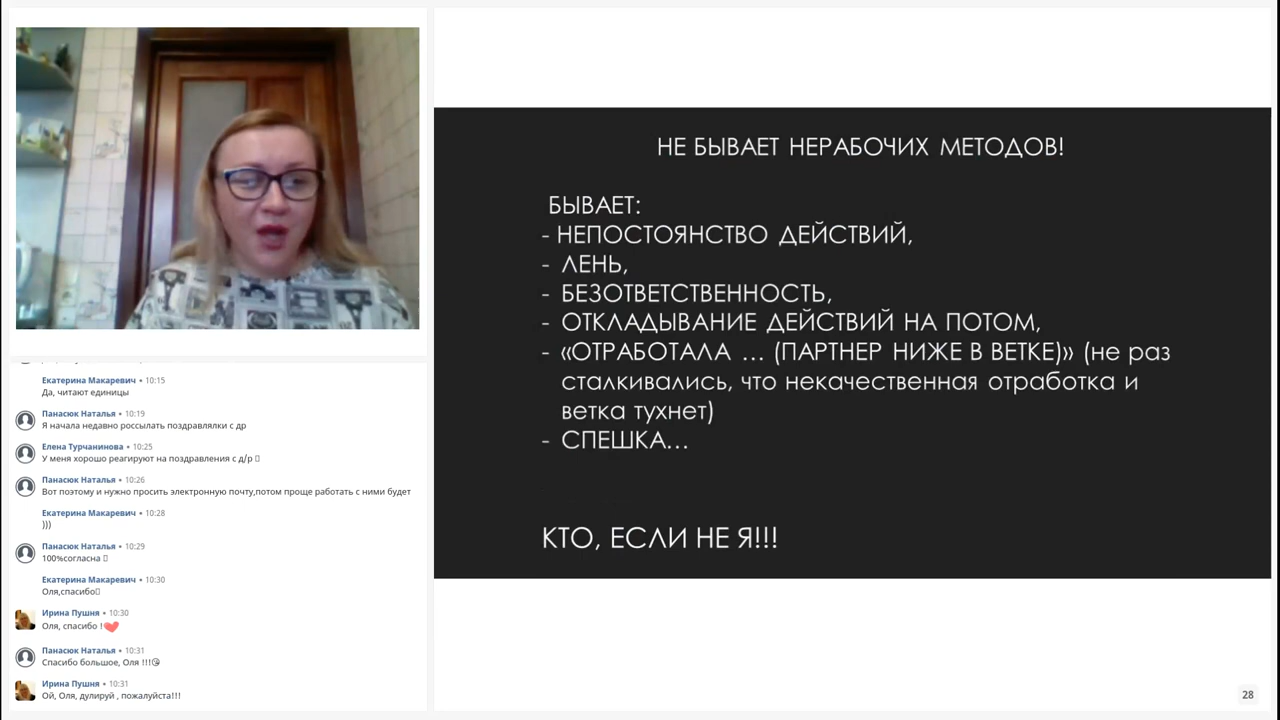 НЕ БЫВАЕТ НЕРАБОЧИХ МЕТОДОВ!
БЫВАЕТ:
- НЕПОСТОЯНСТВО ДЕЙСТВИЙ,
- ЛЕНЬ,
- БЕЗОТВЕТСТВЕННОСТЬ,
- ОТКЛАДЫВАНИЕ ДЕЙСТВИЙ НА ПОТОМ,
- «ОТРАБОТАЛА ... (ПАРТНЕР НИЖЕ В ВЕТКЕ)» (не раз
сталкивались, что некачественная отработка и
ветка тухнет)
- СПЕШКА...
КТО, ЕСЛИ НЕ Я!!!
28
Екатерина Макаревич • 10:15
Да, читают единицы
Панасюк Наталья • 10:19
Я начала недавно россылать поздравлялки с др
Елена Турчанинова • 10:25
У меня хорошо реагируют на поздравления с д/р
Панасюк Наталья • 10:26
Вот поэтому и нужно просить электронную почту,потом проще работать с ними будет
Екатерина Макаревич • 10:28
)))
Панасюк Наталья • 10:29
100%согласна
Екатерина Макаревич • 10:30
Оля,спасибо
Ирина Пушня • 10:30
Оля, спасибо !❤
Панасюк Наталья • 10:31
Спасибо большое, Оля !!!😘
Ирина Пушня • 10:31
Ой, Оля, дулируй , пожалуйста!!!